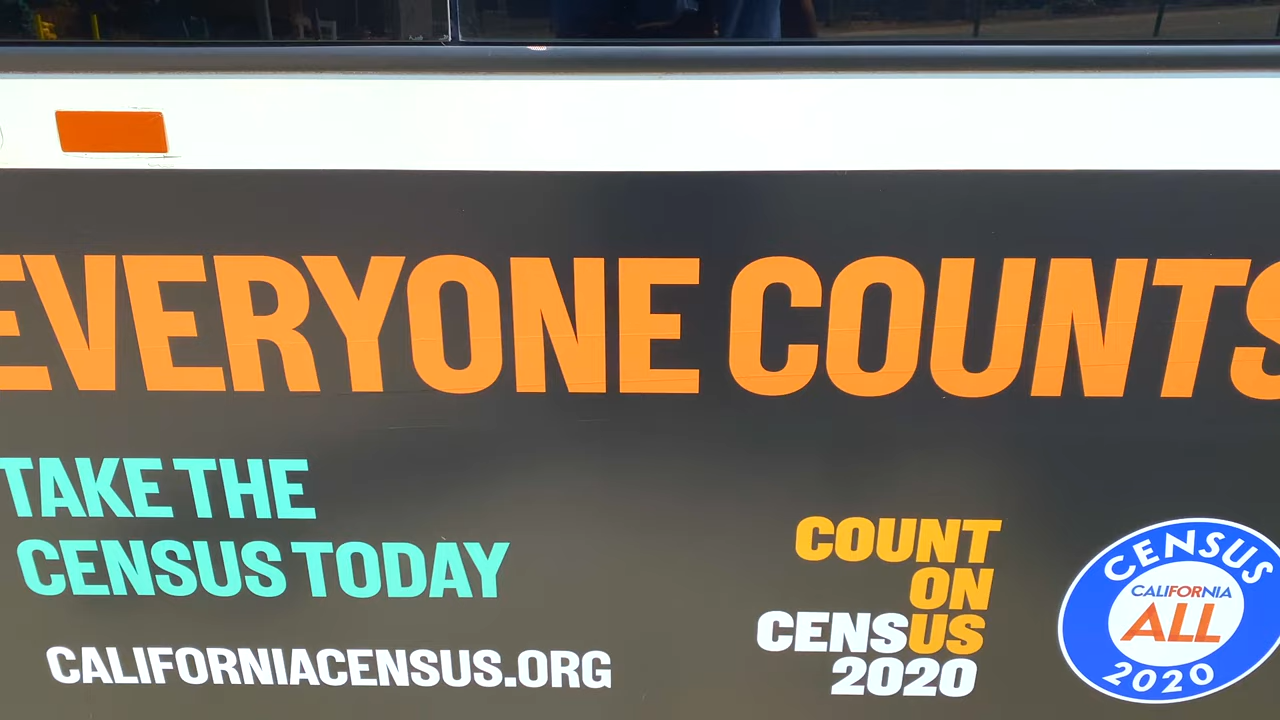 EVERYONE COUNTS
TAKE THE
CENSUS TODAY
CALIFORNIACENSUS.ORG
COUNT
ON
CENSUS
2020
CENSUS
CALIFORNIA
ALL
2020